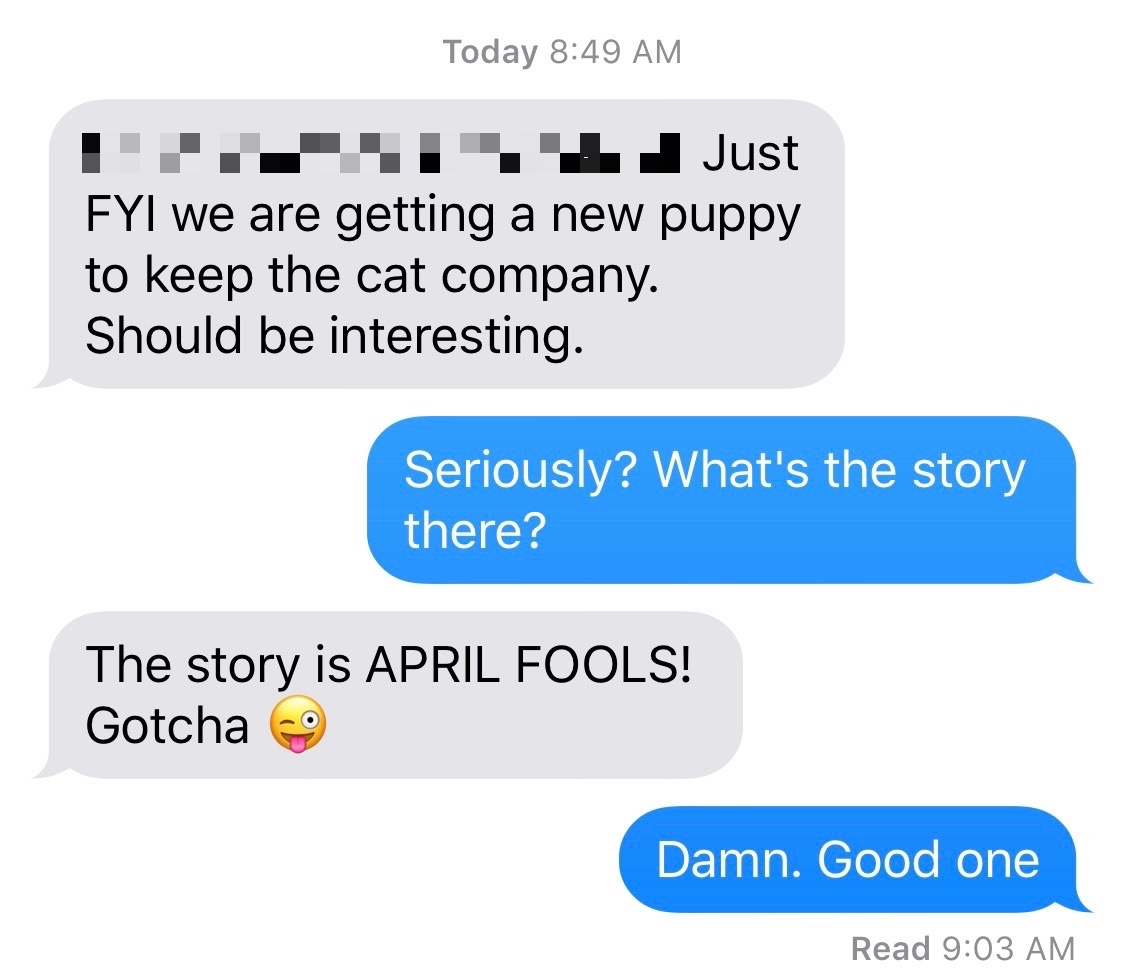 Today 8:49 AM
Just
FYI we are getting a new puppy
to keep the cat company.
Should be interesting.
Seriously? What's the story
there?
The story is APRIL FOOLS!
Gotcha 😜
Damn. Good one
Read 9:03 AM